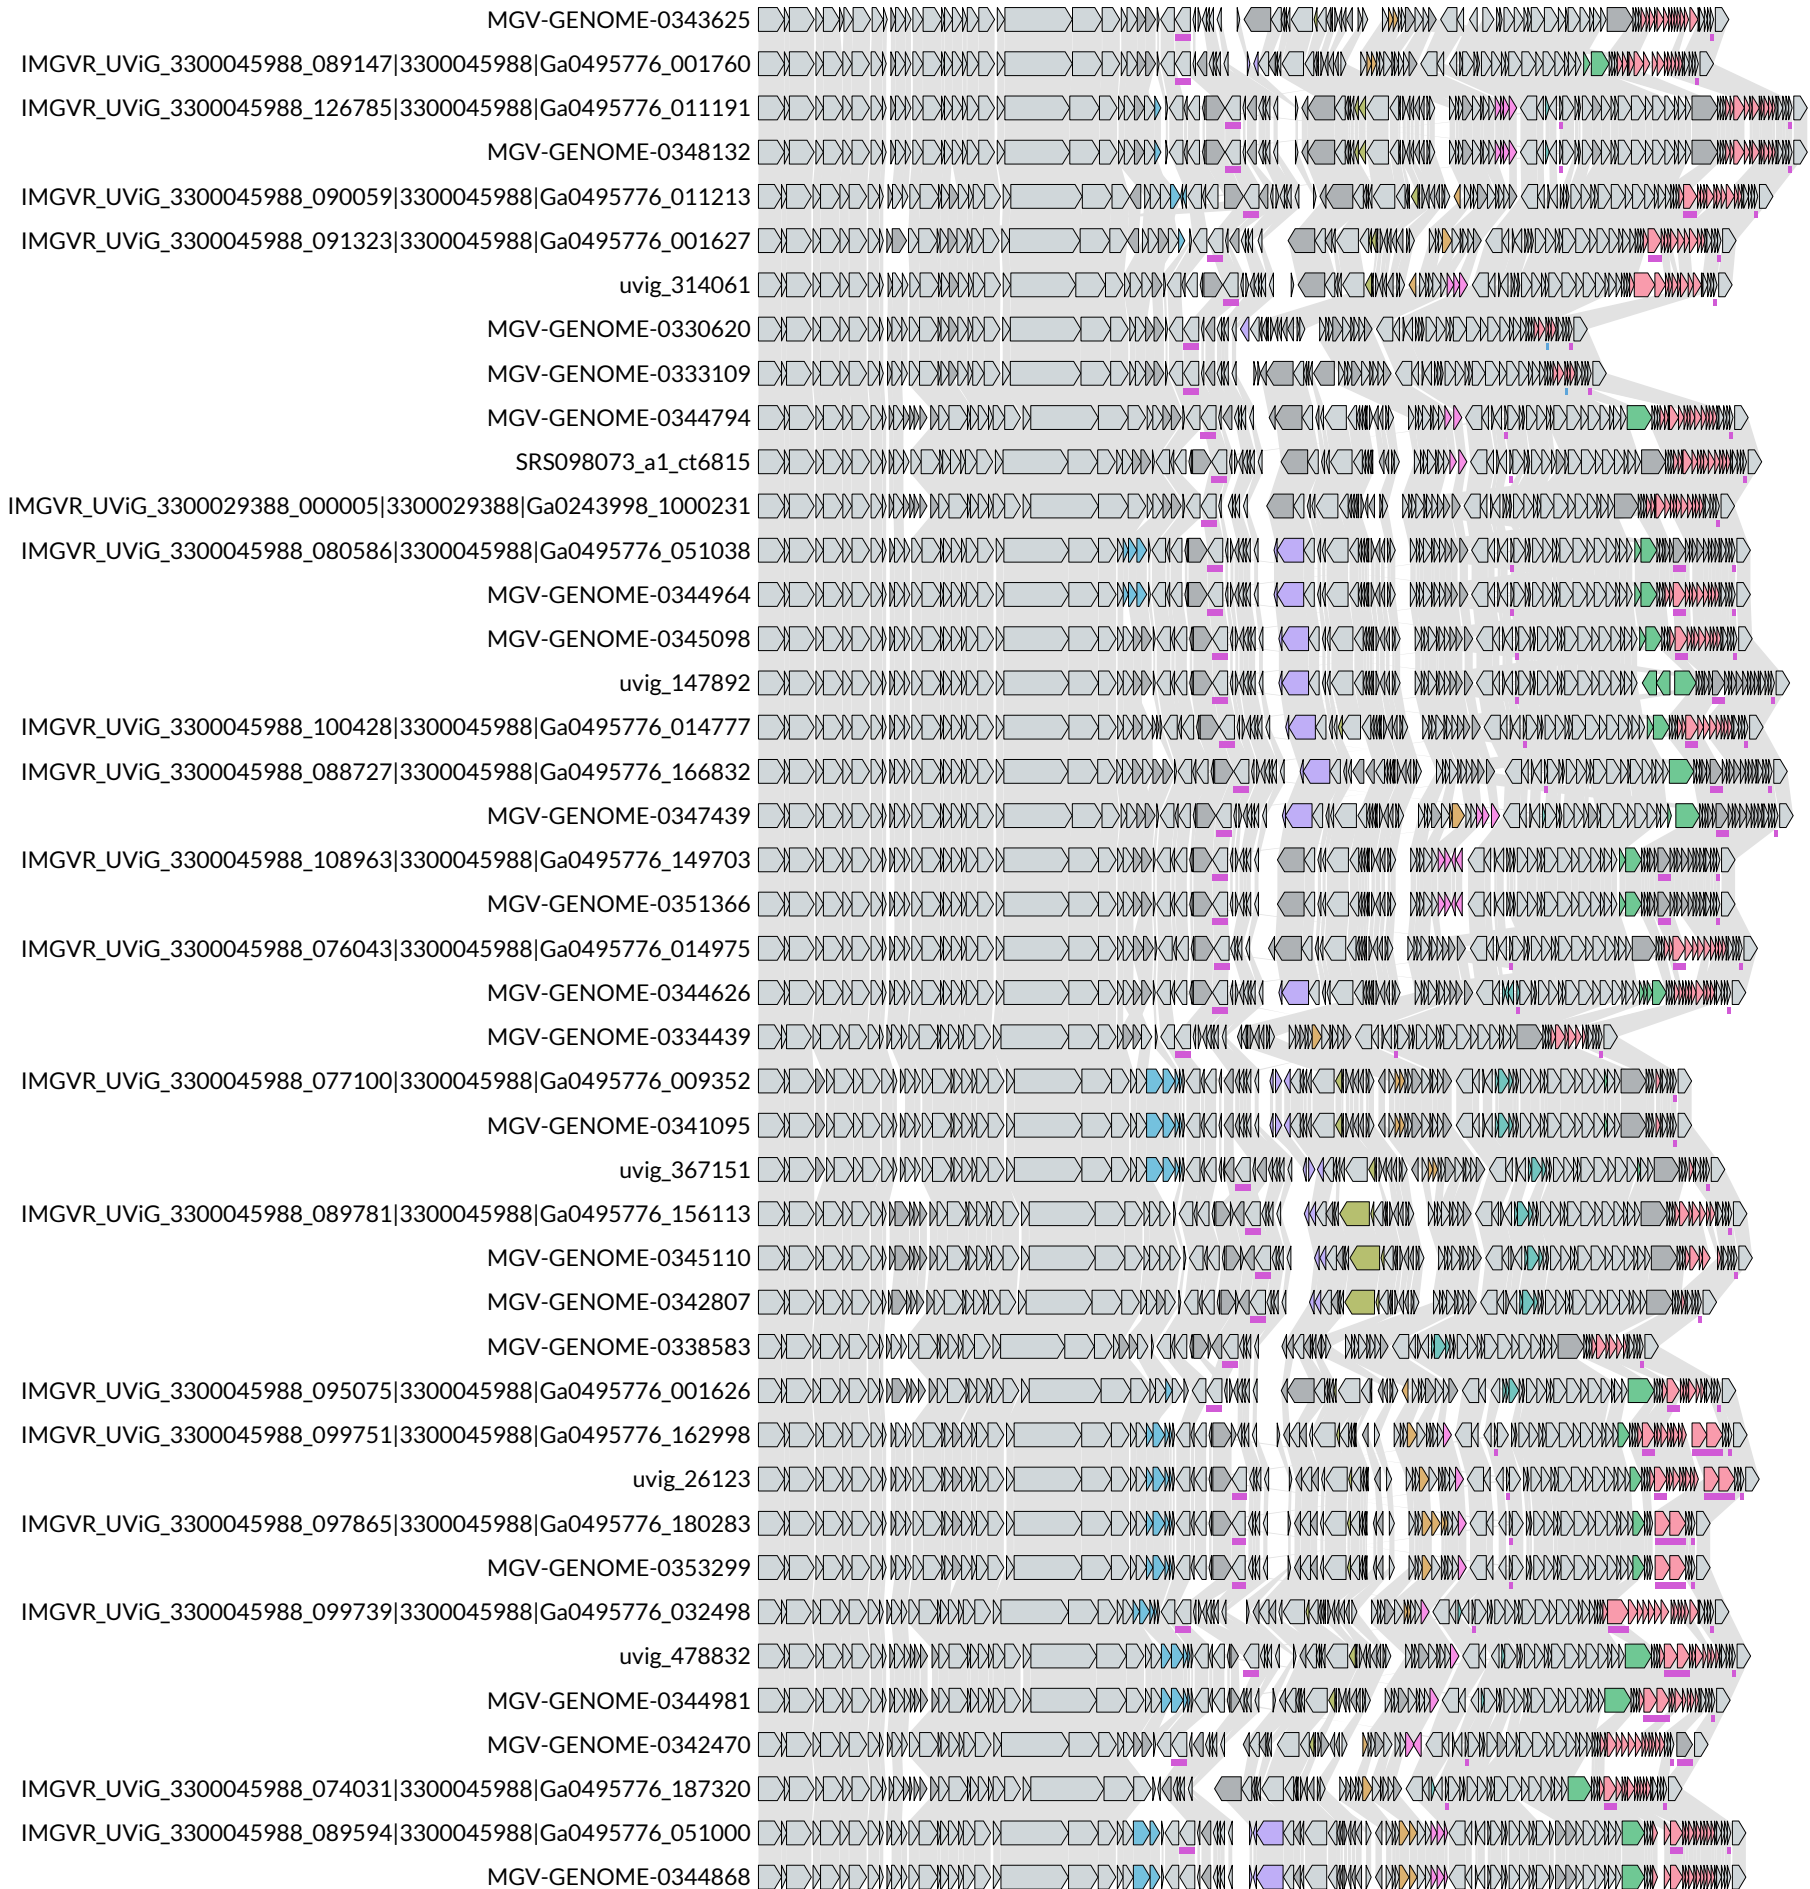 MGV-GENOME-0343625
IMGVR_UViG_3300045988_089147|3300045988|Ga0495776_001760
IMGVR_UViG_3300045988_126785|3300045988|Ga0495776_011191
MGV-GENOME-0348132
IMGVR_UViG_3300045988_090059|3300045988|Ga0495776_011213
IMGVR_UViG_3300045988_091323|3300045988|Ga0495776_001627
uvig_314061
MGV-GENOME-0330620
MGV-GENOME-0333109
MGV-GENOME-0344794
SRS098073_a1_ct6815
IMGVR_UViG_3300029388_000005|3300029388|Ga0243998_1000231
IMGVR_UViG_3300045988_080586|3300045988|Ga0495776_051038
MGV-GENOME-0344964
MGV-GENOME-0345098
uvig_147892
IMGVR_UViG_3300045988_100428|3300045988|Ga0495776_014777
IMGVR_UViG_3300045988_088727|3300045988|Ga0495776_166832
MGV-GENOME-0347439
IMGVR_UViG_3300045988_108963|3300045988|Ga0495776_149703
MGV-GENOME-0351366
IMGVR_UViG_3300045988_076043|3300045988|Ga0495776_014975
MGV-GENOME-0344626
MGV-GENOME-0334439
IMGVR_UViG_3300045988_077100|3300045988|Ga0495776_009352
MGV-GENOME-0341095
uvig_367151
IMGVR_UViG_3300045988_089781|3300045988|Ga0495776_156113
MGV-GENOME-0345110
MGV-GENOME-0342807
MGV-GENOME-0338583
IMGVR_UViG_3300045988_095075|3300045988|Ga0495776_001626
IMGVR_UViG_3300045988_099751|3300045988|Ga0495776_162998
uvig_26123
IMGVR_UViG_3300045988_097865|3300045988|Ga0495776_180283
MGV-GENOME-0353299
IMGVR_UViG_3300045988_099739|3300045988|Ga0495776_032498
uvig_478832
MGV-GENOME-0344981
MGV-GENOME-0342470
IMGVR_UViG_3300045988_074031|3300045988|Ga0495776_187320
IMGVR_UViG_3300045988_089594|3300045988|Ga0495776_051000
MGV-GENOME-0344868